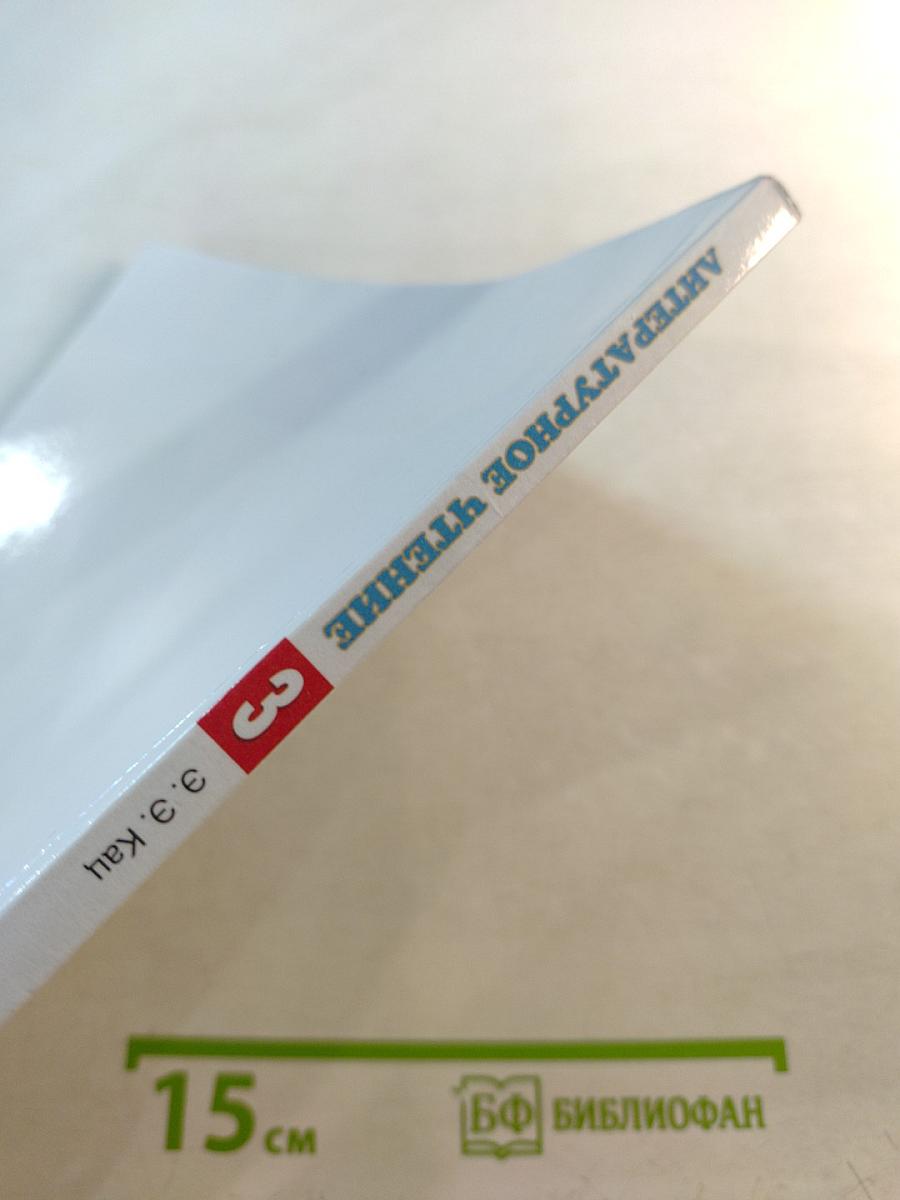 ЛИТЕРАТУРНОЕ ЧТЕНИЕ
3
Э.Э. Кац
15 см
БФ БИБЛИОФАН